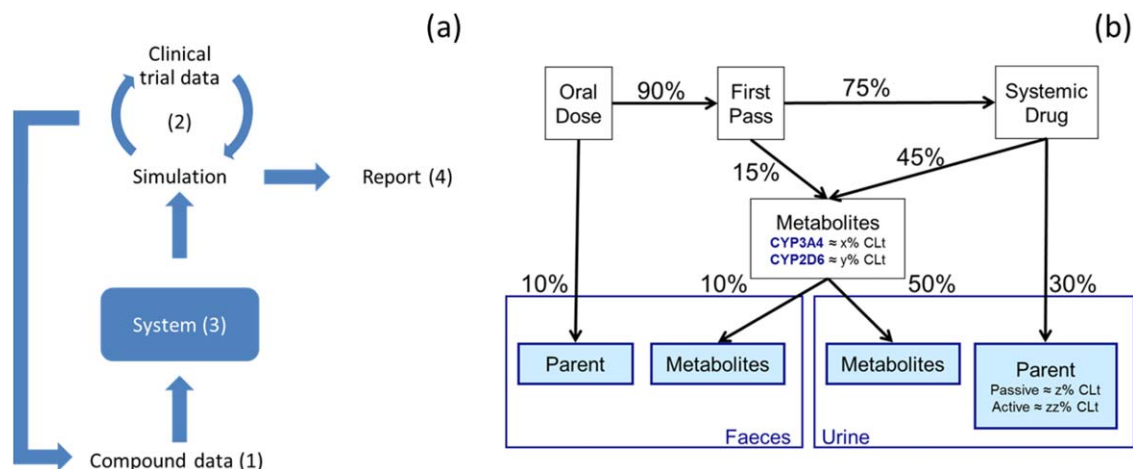 (a)
Clinical
trial data
(2)
Simulation
Report (4)
System (3)
Compound data (1)
(b)
Oral
Dose
90%
First
Pass
75%
Systemic
Drug
15%
45%
Metabolites
CYP3A4 ≈ x% CLt
CYP2D6 ≈ y% CLt
10%
10%
50%
30%
Parent
Metabolites
Metabolites
Parent
Passive ≈ z% CLt
Active ≈ zz% CLt
Faeces
Urine